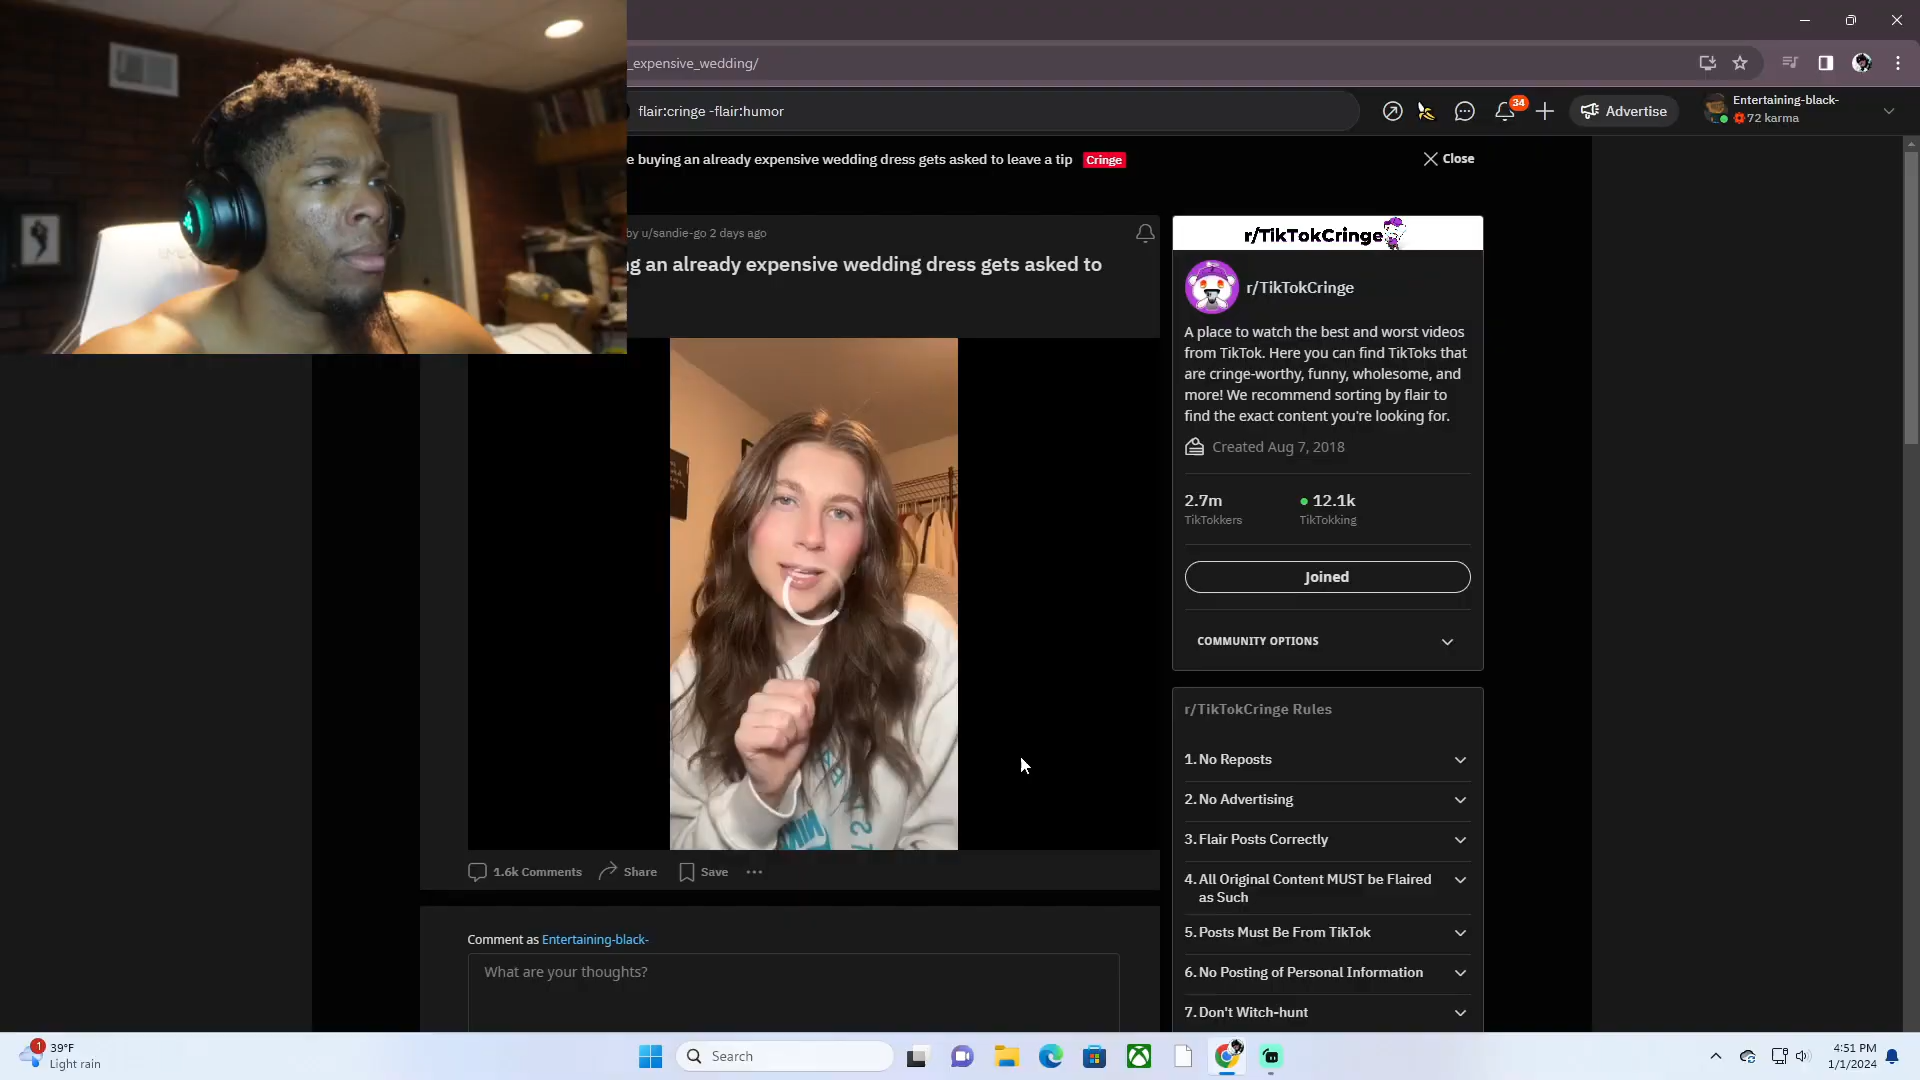 _expensive_wedding/
flair:cringe -flair:humor
34
Advertise
Entertaining-black-
72 karma
e buying an already expensive wedding dress gets asked to leave a tip Cringe
Close
by u/sandie-go 2 days ago
ng an already expensive wedding dress gets asked to
r/TikTokCringe
r/TikTokCringe
A place to watch the best and worst videos
from TikTok. Here you can find TikToks that
are cringe-worthy, funny, wholesome, and
more! We recommend sorting by flair to
find the exact content you're looking for.
Created Aug 7, 2018
2.7m 12.1k
TikTokkers TikTokking
Joined
COMMUNITY OPTIONS
r/TikTokCringe Rules
1. No Reposts
2. No Advertising
3. Flair Posts Correctly
4. All Original Content MUST be Flaired
as Such
5. Posts Must Be From TikTok
6. No Posting of Personal Information
7. Don't Witch-hunt
1.6k Comments Share Save
Comment as Entertaining-black-
What are your thoughts?
1
39°F
Light rain
Search
4:51 PM
1/1/2024